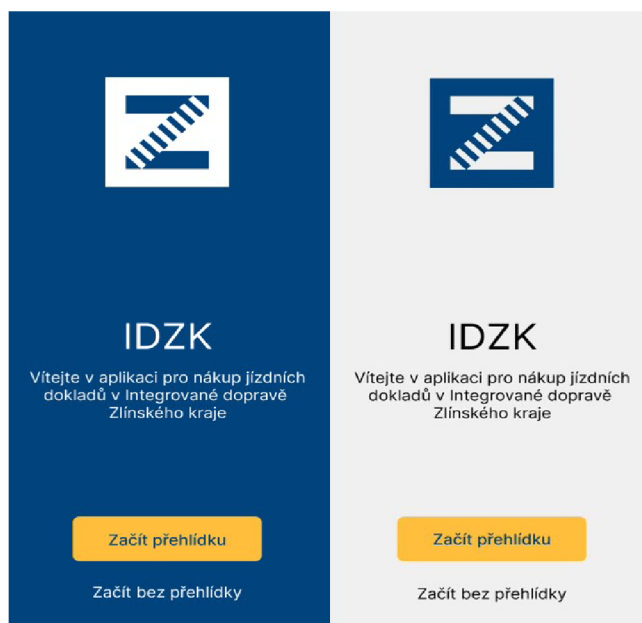 IDZK
Vítejte v aplikaci pro nákup jízdních
dokladů v Integrované dopravě
Zlínského kraje
Začít přehlídku
Začít bez přehlídky
IDZK
Vítejte v aplikaci pro nákup jízdních
dokladů v Integrované dopravě
Zlínského kraje
Začít přehlídku
Začít bez přehlídky